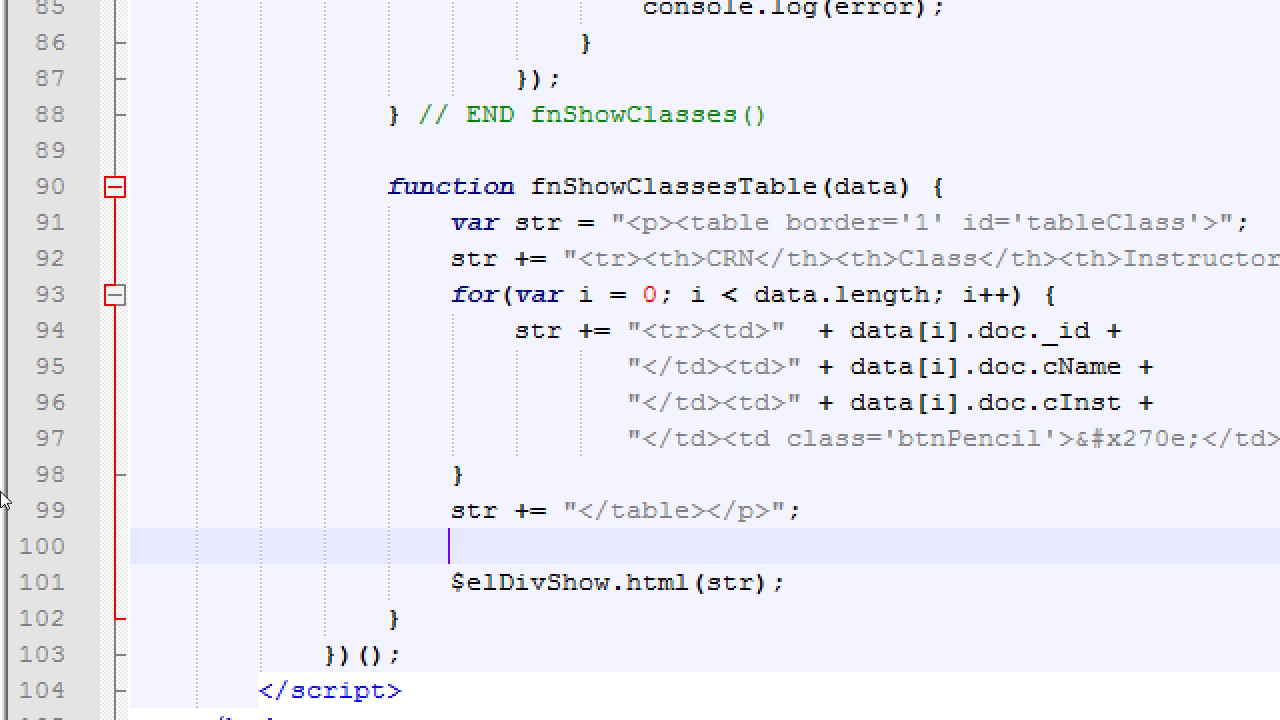 85 console.log(error);
86 }
87 });
88 } // END fnShowClasses()
89
90 function fnShowClassesTable(data) {
91 var str = "<p><table border='1' id='tableClass'>";
92 str += "<tr><th>CRN</th><th>Class</th><th>Instructor
93 for(var i = 0; i < data.length; i++) {
94 str += "<tr><td>"  + data[i].doc._id +
95 "</td><td>" + data[i].doc.cName +
96 "</td><td>" + data[i].doc.cInst +
97 "</td><td class='btnPencil'>&#x270e;</td>
98 }
99 str += "</table></p>";
100
101 $elDivShow.html(str);
102 }
103 })();
104 </script>